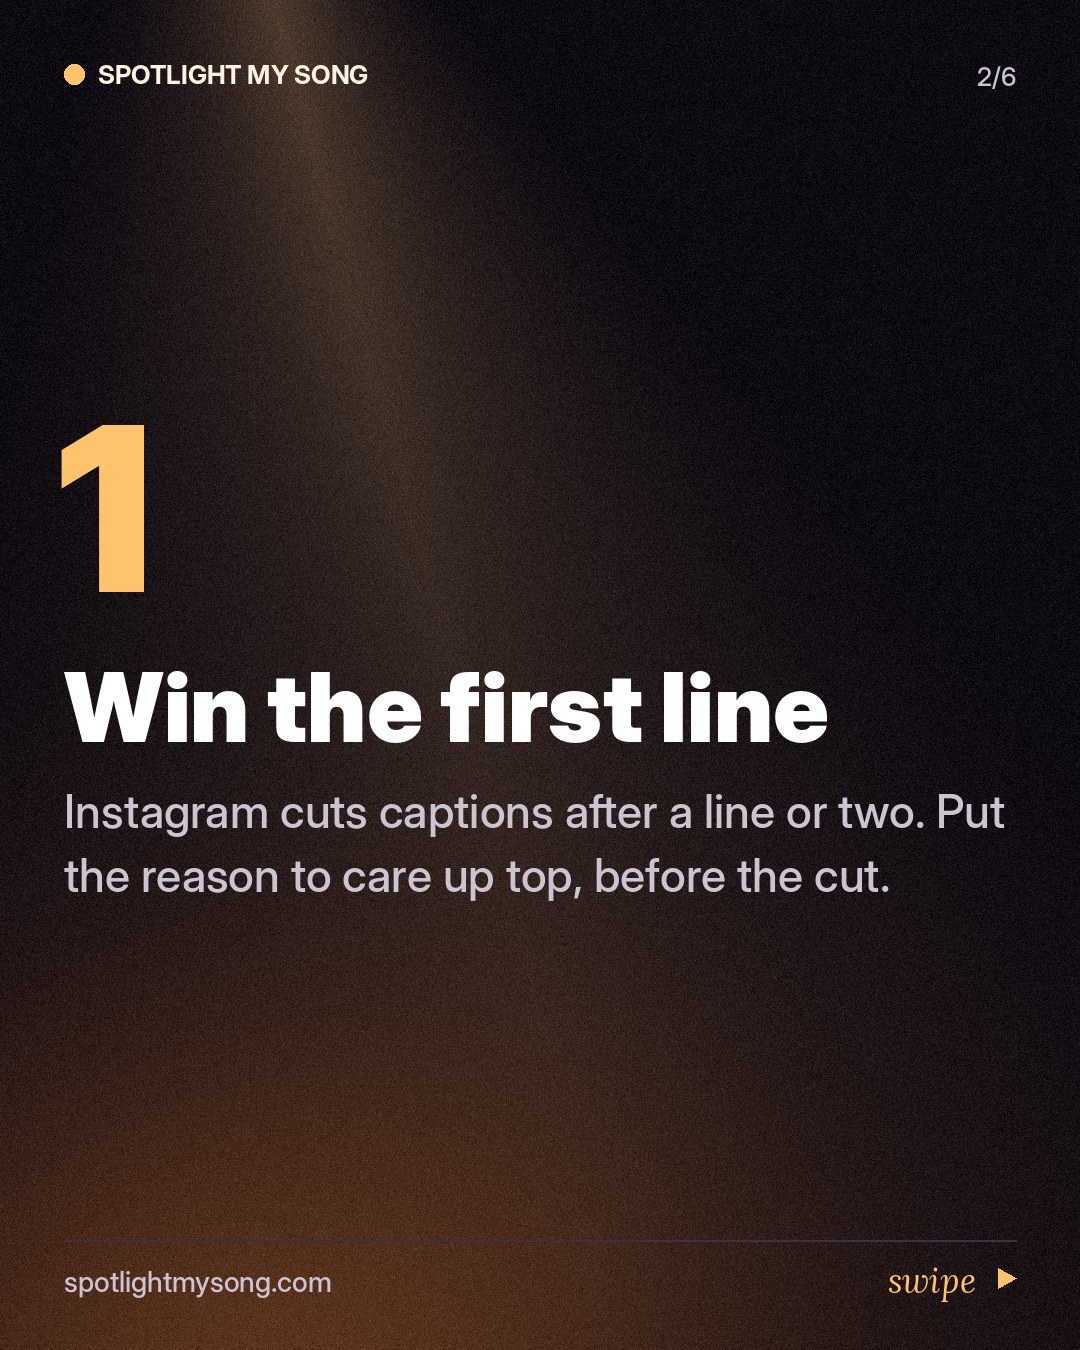 SPOTLIGHT MY SONG
2/6
1
Win the first line
Instagram cuts captions after a line or two. Put
the reason to care up top, before the cut.
spotlightmysong.com
swipe